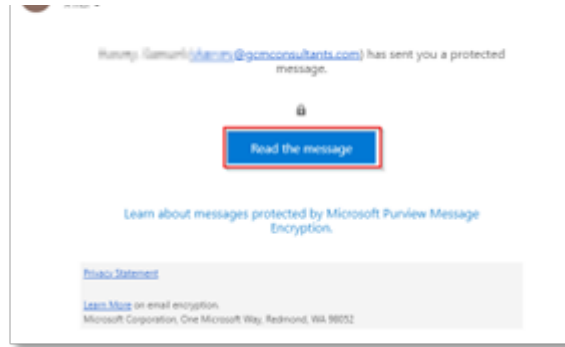 @gcmconsultants.com) has sent you a protected
message.
Read the message
Learn about messages protected by Microsoft Purview Message
Encryption.
Privacy Statement
Learn More on email encryption.
Microsoft Corporation, One Microsoft Way, Redmond, WA 98052